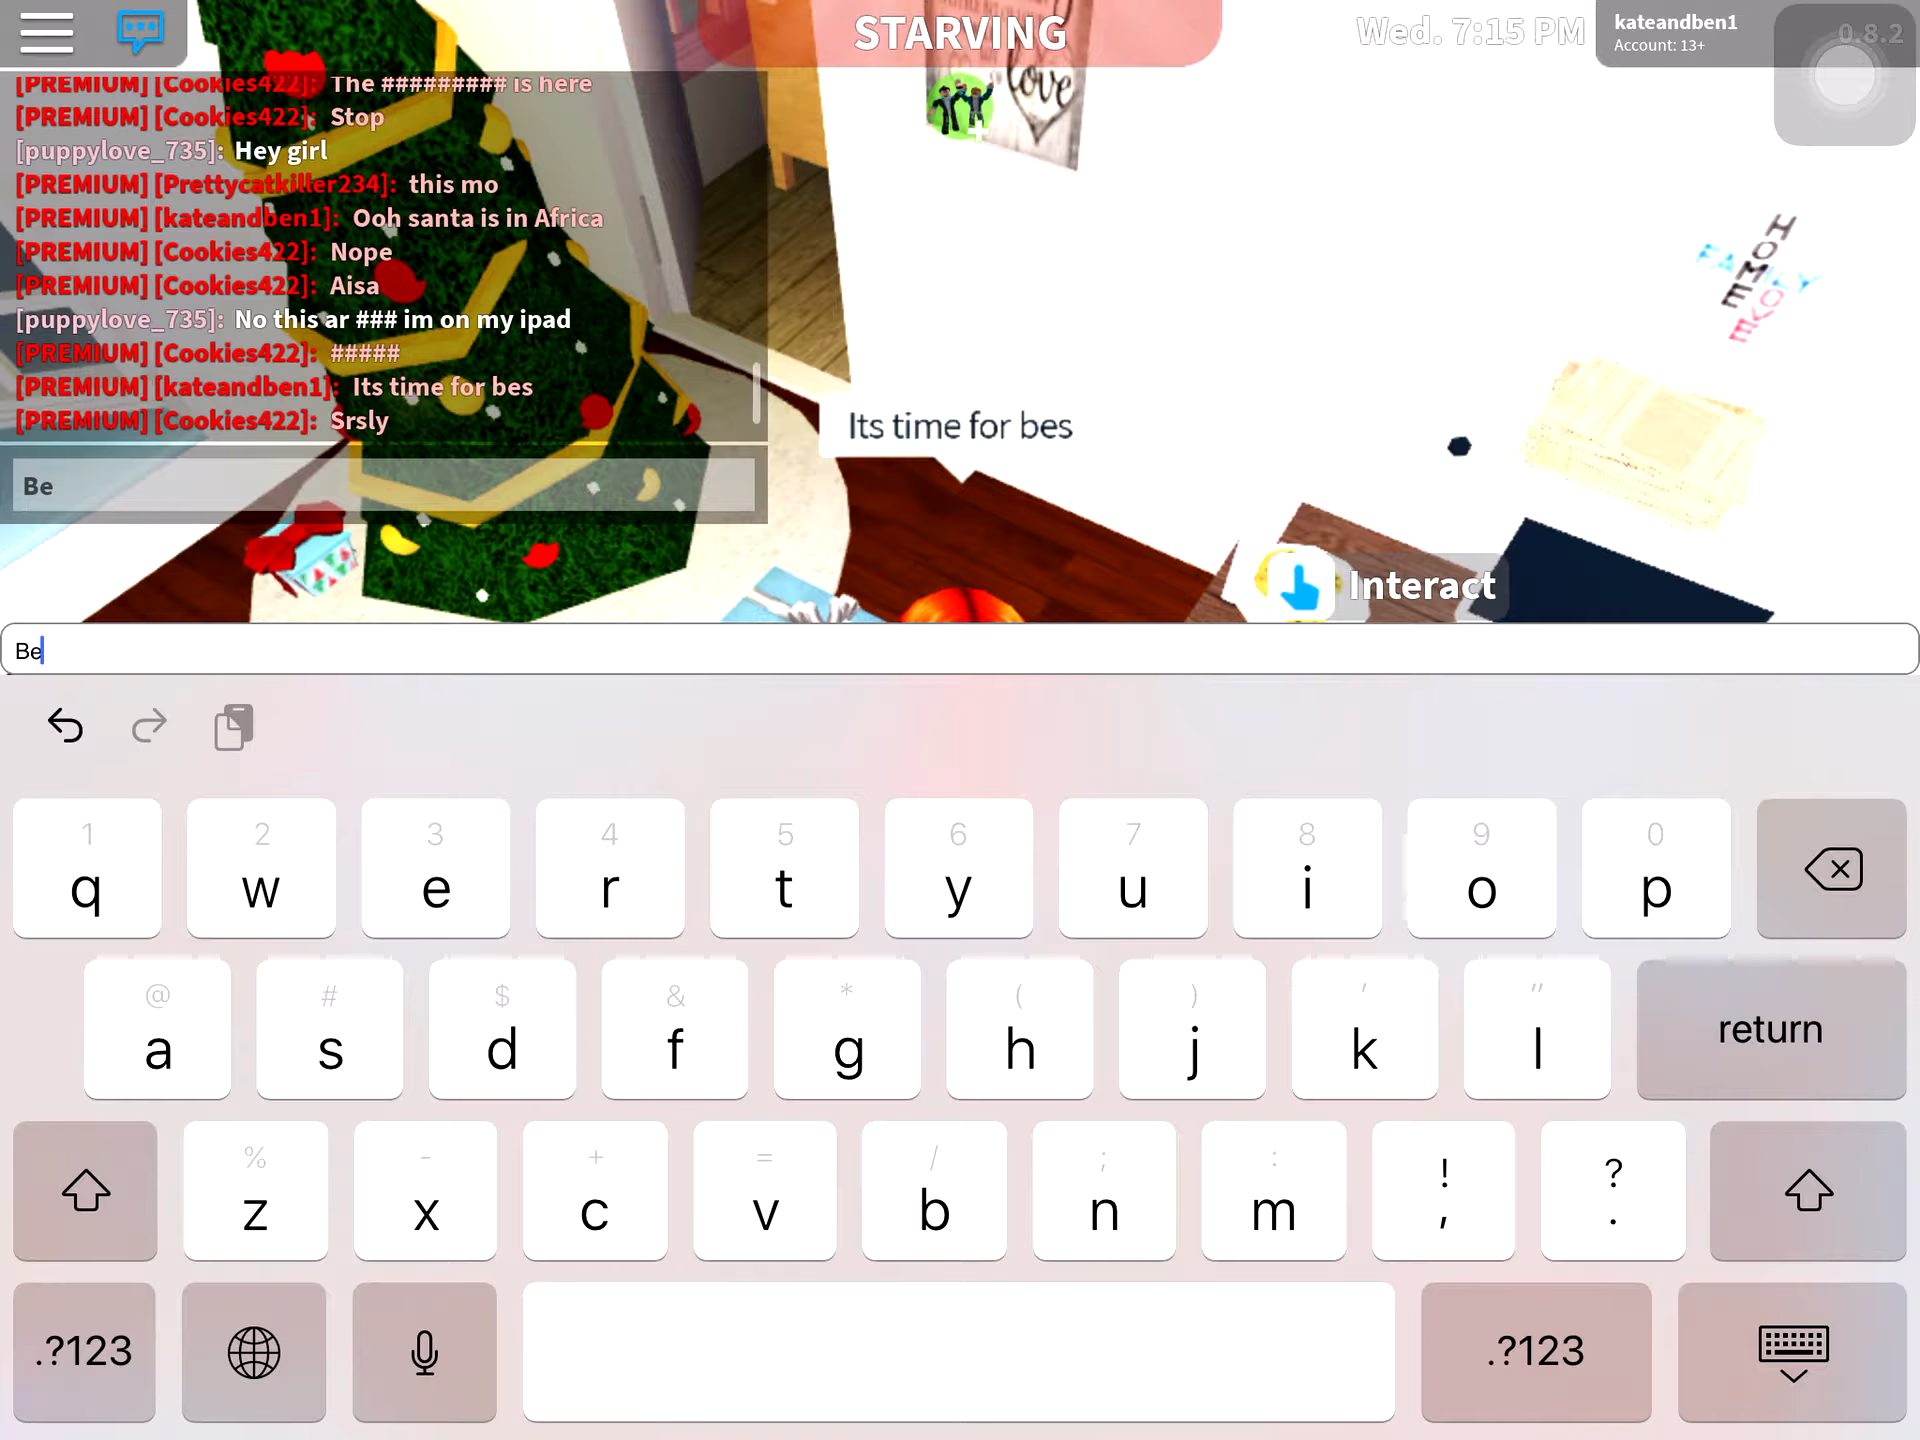 STARVING
Wed. 7:15 PM
kateandben1
Account: 13+
0.8.2
[PREMIUM] [Cookies422]: The ######### is here
[PREMIUM] [Cookies422]: Stop
[puppylove_735]: Hey girl
[PREMIUM] [Prettycatkiller234]: this mo
[PREMIUM] [kateandben1]: Ooh santa is in Africa
[PREMIUM] [Cookies422]: Nope
[PREMIUM] [Cookies422]: Aisa
[puppylove_735]: No this ar ### im on my ipad
[PREMIUM] [Cookies422]: #####
[PREMIUM] [kateandben1]: Its time for bes
[PREMIUM] [Cookies422]: Srsly
Be
love
HOME
FAMILY
LOVE
Its time for bes
Interact
Be
1 2 3 4 5 6 7 8 9 0
q w e r t y u i o p
@ # $ & * ( ) ' "
a s d f g h j k l return
% - + = / ; : ! ?
z x c v b n m , .
.?123 .?123